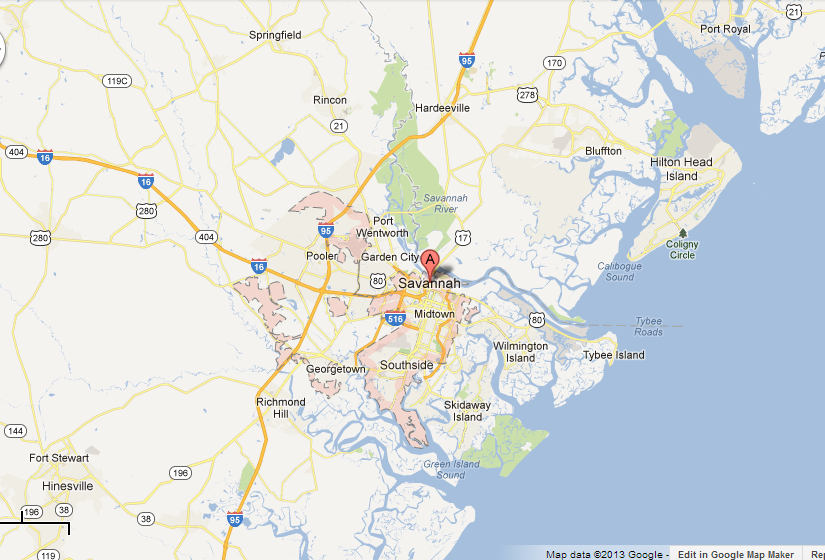 21
Port Royal
Springfield
95
170
119C
278
Rincon
Hardeeville
21
404
16
Bluffton
Hilton Head
Island
16
280
Savannah
River
280
404
Port
Wentworth
95
17
Coligny
Circle
Pooler
Garden City
A
16
80
Calibogue
Sound
Savannah
516
Midtown
80
Tybee
Roads
Wilmington
Island
Tybee Island
Georgetown
Southside
Richmond
Hill
Skidaway
Island
144
Fort Stewart
196
Green Island
Sound
Hinesville
196
38
38
95
119
Map data ©2013 Google -
Edit in Google Map Maker
Rep